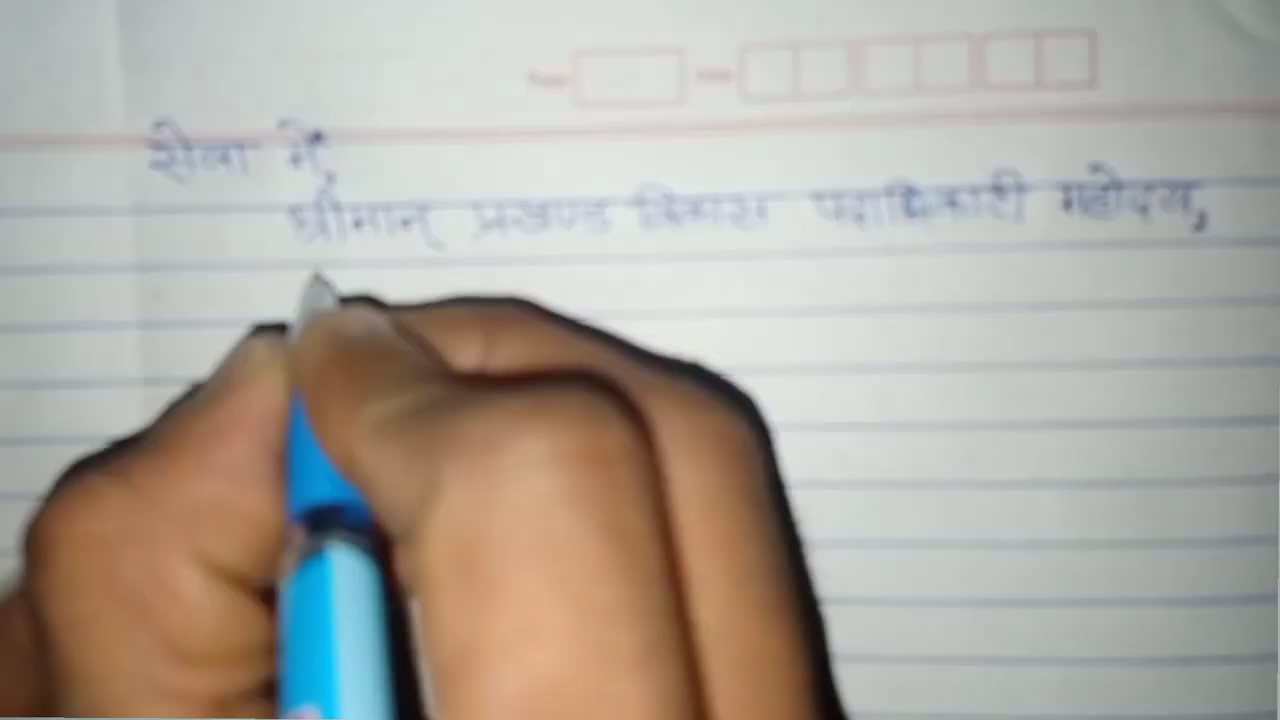 सेवा में,
श्रीमान् प्रखण्ड विकास पदाधिकारी महोदय,